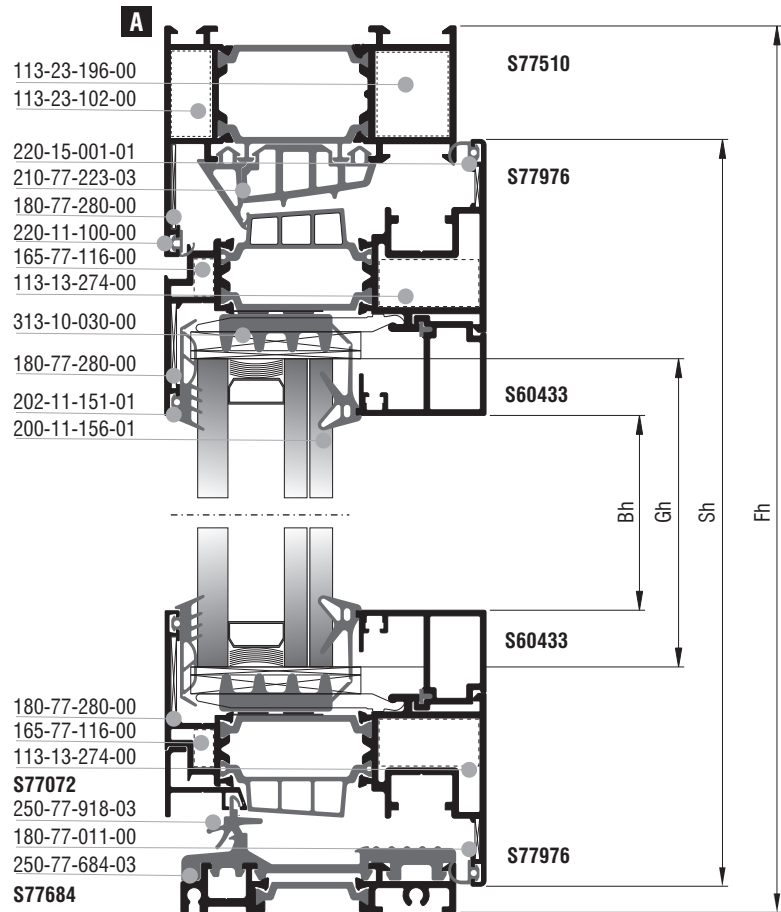 A
113-23-196-00
113-23-102-00
220-15-001-01
210-77-223-03
180-77-280-00
220-11-100-00
165-77-116-00
113-13-274-00
313-10-030-00
180-77-280-00
202-11-151-01
200-11-156-01
S77510
S77976
S60433
Bh
Gh
Sh
Fh
S60433
180-77-280-00
165-77-116-00
113-13-274-00
S77072
250-77-918-03
180-77-011-00
250-77-684-03
S77684
S77976